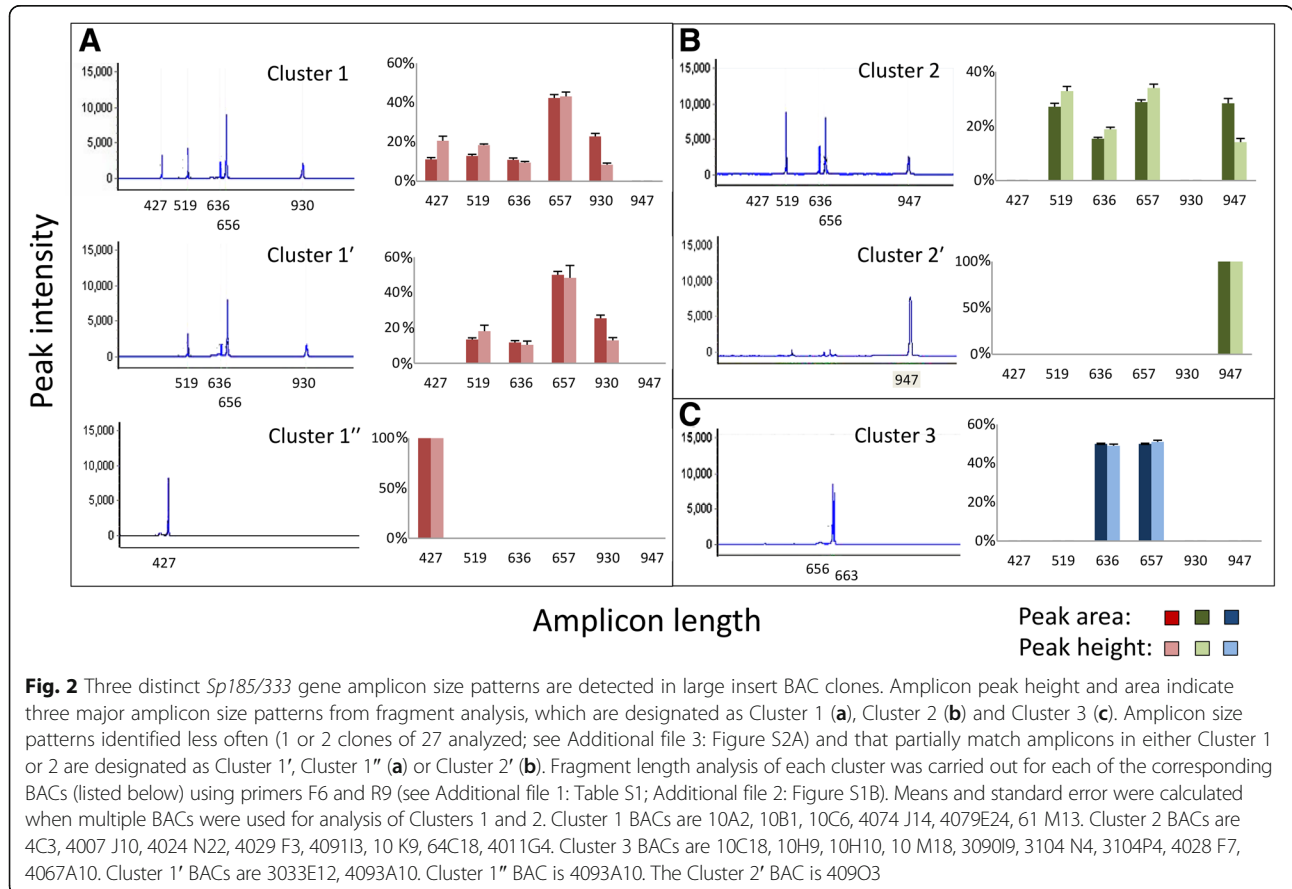 A
Cluster 1
15,000
10,000
5,000
0
427 519 636 930
656
60%
40%
20%
0%
427 519 636 657 930 947
Cluster 1′
15,000
10,000
5,000
0
519 636 930
656
60%
40%
20%
0%
427 519 636 657 930 947
Cluster 1′′
15,000
10,000
5,000
0
427
100%
50%
0%
427 519 636 657 930 947
B
Cluster 2
15,000
10,000
5,000
0
427 519 636 947
656
40%
20%
0%
427 519 636 657 930 947
Cluster 2′
15,000
10,000
5,000
0
947
100%
50%
0%
427 519 636 657 930 947
C
Cluster 3
15,000
10,000
5,000
0
656 663
60%
40%
20%
0%
427 519 636 657 930 947
Peak intensity
Amplicon length
Peak area:
Peak height:
Fig. 2 Three distinct Sp185/333 gene amplicon size patterns are detected in large insert BAC clones. Amplicon peak height and area indicate
three major amplicon size patterns from fragment analysis, which are designated as Cluster 1 (a), Cluster 2 (b) and Cluster 3 (c). Amplicon size
patterns identified less often (1 or 2 clones of 27 analyzed; see Additional file 3: Figure S2A) and that partially match amplicons in either Cluster 1
or 2 are designated as Cluster 1′, Cluster 1″ (a) or Cluster 2′ (b). Fragment length analysis of each cluster was carried out for each of the corresponding
BACs (listed below) using primers F6 and R9 (see Additional file 1: Table S1; Additional file 2: Figure S1B). Means and standard error were calculated
when multiple BACs were used for analysis of Clusters 1 and 2. Cluster 1 BACs are 10A2, 10B1, 10C6, 4074 J14, 4079E24, 61 M13. Cluster 2 BACs are
4C3, 4007 J10, 4024 N22, 4029 F3, 4091I3, 10 K9, 64C18, 4011G4. Cluster 3 BACs are 10C18, 10H9, 10H10, 10 M18, 3090I9, 3104 N4, 3104P4, 4028 F7,
4067A10. Cluster 1′ BACs are 3033E12, 4093A10. Cluster 1″ BAC is 4093A10. The Cluster 2′ BAC is 409O3